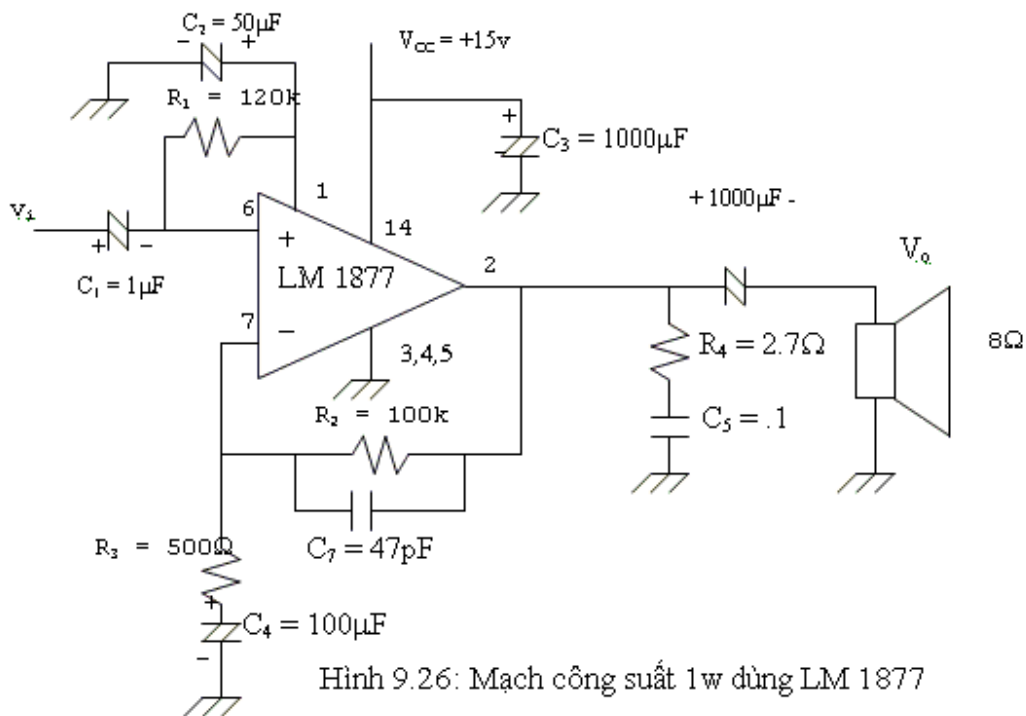 C₂ = 50µF
- +
V_CC = +15v
R₁ = 120k
+
-
C₃ = 1000µF
1
+ 1000µF -
6
14
V_i
+ -
+
2
V_o
LM 1877
C₁ = 1µF
7
-
3,4,5
R₄ = 2.7Ω
8Ω
R₂ = 100k
C₅ = .1
R₃ = 500Ω
C₇ = 47pF
+
C₄ = 100µF
-
Hình 9.26: Mạch công suất 1w dùng LM 1877